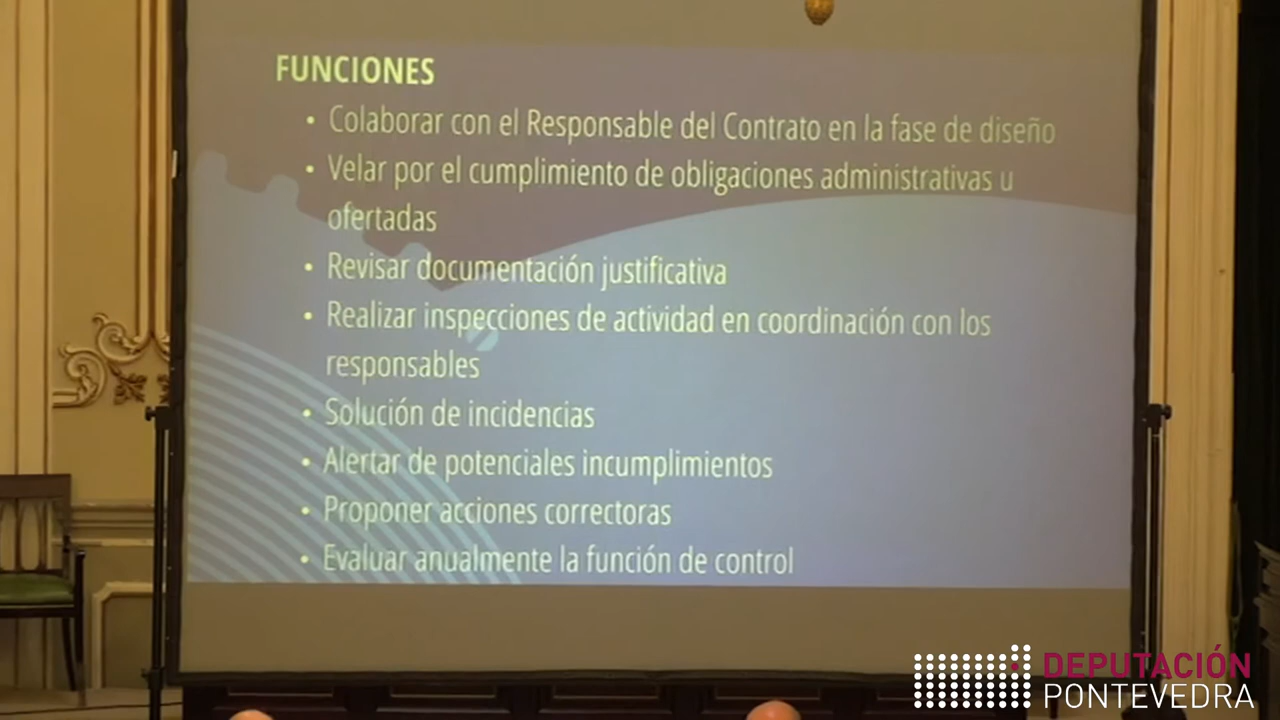 FUNCIONES
• Colaborar con el Responsable del Contrato en la fase de diseño
• Velar por el cumplimiento de obligaciones administrativas u
ofertadas
• Revisar documentación justificativa
• Realizar inspecciones de actividad en coordinación con los
responsables
• Solución de incidencias
• Alertar de potenciales incumplimientos
• Proponer acciones correctoras
• Evaluar anualmente la función de control
DEPUTACIÓN
PONTEVEDRA